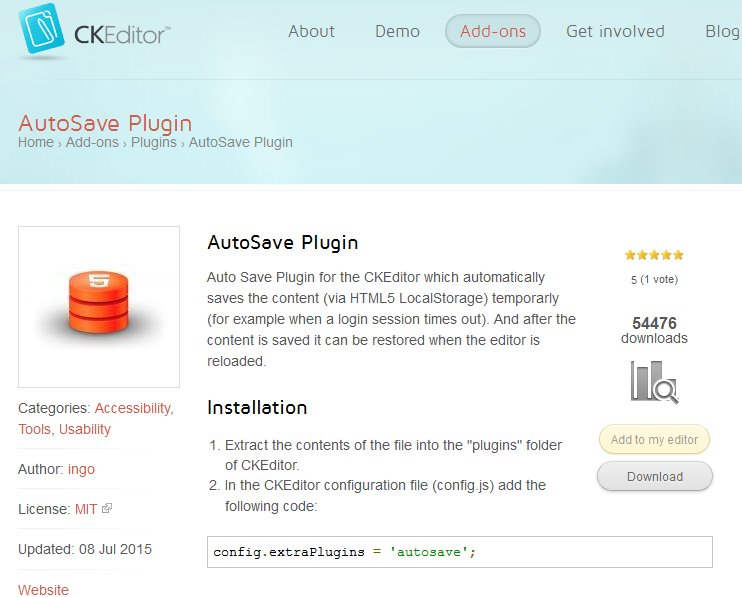 CKEditor™
About Demo Add-ons Get involved Blog
AutoSave Plugin
Home › Add-ons › Plugins › AutoSave Plugin
5
AutoSave Plugin
Auto Save Plugin for the CKEditor which automatically
saves the content (via HTML5 LocalStorage) temporarly
(for example when a login session times out). And after the
content is saved it can be restored when the editor is
reloaded.
Installation
1. Extract the contents of the file into the "plugins" folder
of CKEditor.
2. In the CKEditor configuration file (config.js) add the
following code:
config.extraPlugins = 'autosave';
Categories: Accessibility,
Tools, Usability
Author: ingo
License: MIT
Updated: 08 Jul 2015
Website
5 (1 vote)
54476
downloads
Add to my editor
Download